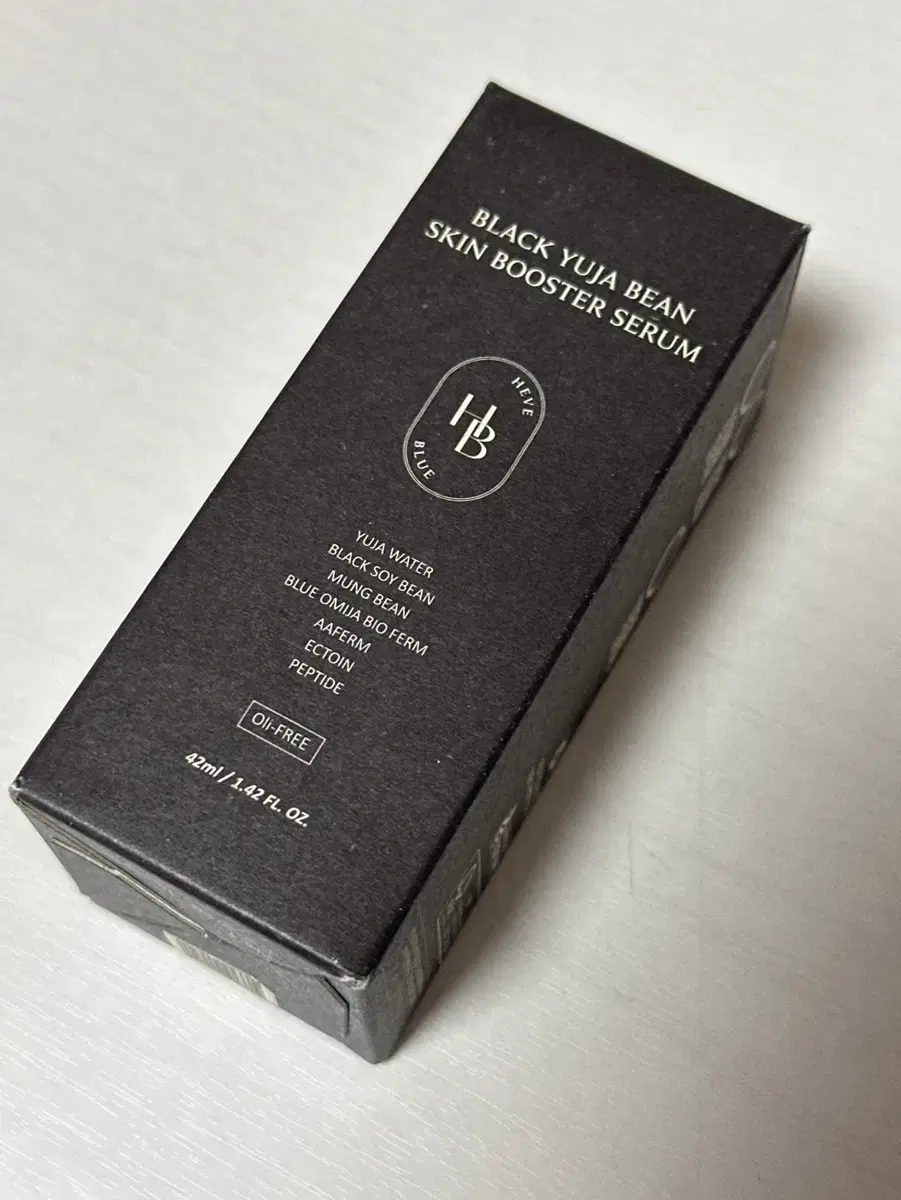 BLACK YUJA BEAN
SKIN BOOSTER SERUM
HEVE
HB
BLUE
YUJA WATER
BLACK SOY BEAN
MUNG BEAN
BLUE OMIJA BIO FERM
AAFERM
ECTOIN
PEPTIDE
Oli-FREE
42ml / 1.42 FL. OZ.